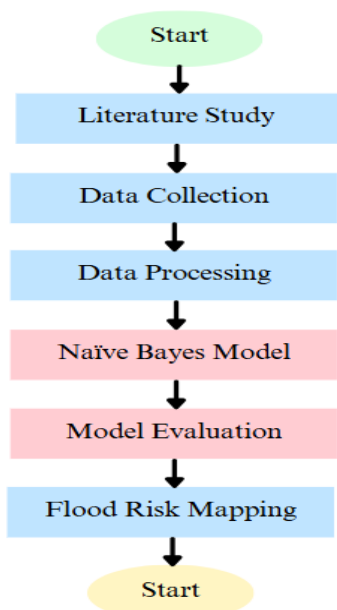 Start
Literature Study
Data Collection
Data Processing
Naïve Bayes Model
Model Evaluation
Flood Risk Mapping
Start